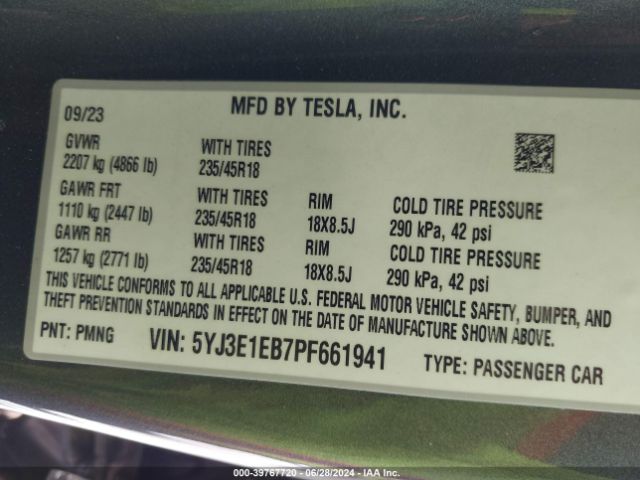 09/23
MFD BY TESLA, INC.
GVWR
2207 kg (4866 lb)
WITH TIRES
235/45R18
GAWR FRT
1110 kg (2447 lb)
WITH TIRES
235/45R18
RIM
18X8.5J
COLD TIRE PRESSURE
290 kPa, 42 psi
GAWR RR
1257 kg (2771 lb)
WITH TIRES
235/45R18
RIM
18X8.5J
COLD TIRE PRESSURE
290 kPa, 42 psi
THIS VEHICLE CONFORMS TO ALL APPLICABLE U.S. FEDERAL MOTOR VEHICLE SAFETY, BUMPER, AND
THEFT PREVENTION STANDARDS IN EFFECT ON THE DATE OF MANUFACTURE SHOWN ABOVE.
PNT: PMNG
VIN: 5YJ3E1EB7PF661941
TYPE: PASSENGER CAR
000-39767720 - 06/28/2024 - IAA Inc.